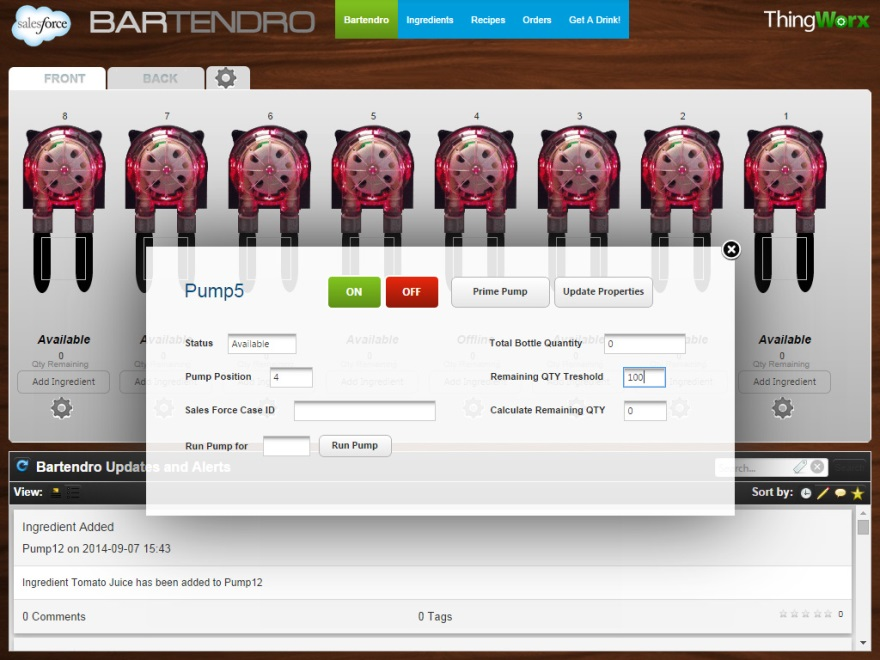 salesforce
BARTENDRO
Bartendro
Ingredients
Recipes
Orders
Get A Drink!
ThingWorx
FRONT
BACK
8
7
6
5
4
3
2
1
Pump5
ON
OFF
Prime Pump
Update Properties
Available
Available
Offline
Available
0
0
Qty Remaining
Qty Remaining
Add Ingredient
Add Ingredient
Status
Available
Total Bottle Quantity
0
Pump Position
4
Remaining QTY Treshold
100
Sales Force Case ID
Calculate Remaining QTY
0
Run Pump for
Run Pump
Bartendro Updates and Alerts
Search...
Search
View:
Sort by:
Ingredient Added
Pump12 on 2014-09-07 15:43
Ingredient Tomato Juice has been added to Pump12
0 Comments
0 Tags
0